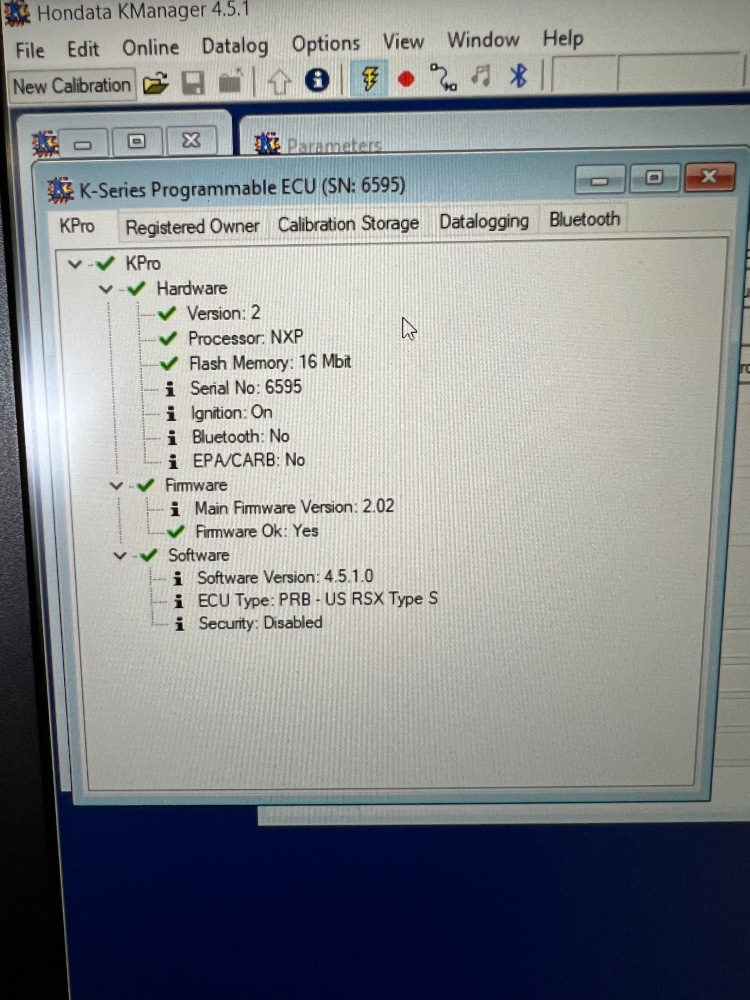 Hondata KManager 4.5.1
File Edit Online Datalog Options View Window Help
New Calibration
Parameters
K-Series Programmable ECU (SN: 6595)
KPro Registered Owner Calibration Storage Datalogging Bluetooth
KPro
Hardware
Version: 2
Processor: NXP
Flash Memory: 16 Mbit
Serial No: 6595
Ignition: On
Bluetooth: No
EPA/CARB: No
Firmware
Main Firmware Version: 2.02
Firmware Ok: Yes
Software
Software Version: 4.5.1.0
ECU Type: PRB - US RSX Type S
Security: Disabled